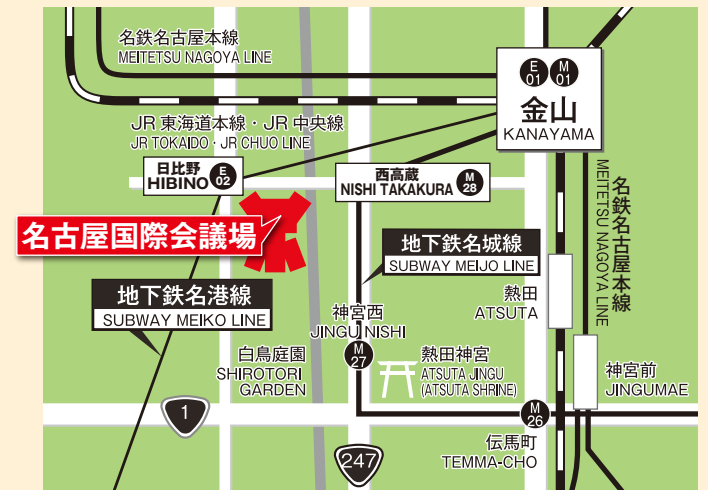 名鉄名古屋本線
MEITETSU NAGOYA LINE
E
01
M
01
金山
KANAYAMA
JR 東海道本線・JR 中央線
JR TOKAIDO・JR CHUO LINE
日比野
HIBINO
E
02
西高蔵
NISHI TAKAKURA
M
28
名鉄名古屋本線
MEITETSU NAGOYA LINE
名古屋国際会議場
地下鉄名城線
SUBWAY MEIJO LINE
地下鉄名港線
SUBWAY MEIKO LINE
熱田
ATSUTA
神宮西
JINGU NISHI
M
27
白鳥庭園
SHIROTORI
GARDEN
熱田神宮
ATSUTA JINGU
(ATSUTA SHRINE)
神宮前
JINGUMAE
1
M
26
伝馬町
TEMMA-CHO
247